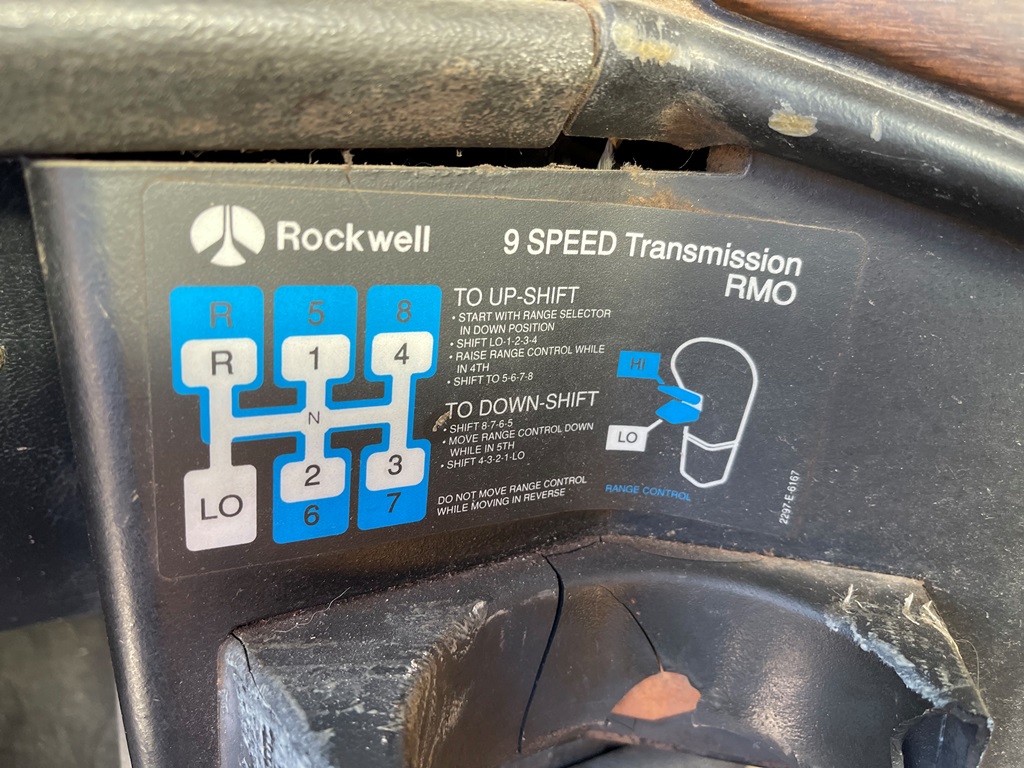 Rockwell
9 SPEED Transmission
RMO
R 5 8
R 1 4
N
LO 2 3
6 7
TO UP-SHIFT
• START WITH RANGE SELECTOR
IN DOWN POSITION
• SHIFT LO-1-2-3-4
• RAISE RANGE CONTROL WHILE
IN 4TH
• SHIFT TO 5-6-7-8
TO DOWN-SHIFT
• SHIFT 8-7-6-5
• MOVE RANGE CONTROL DOWN
WHILE IN 5TH
• SHIFT 4-3-2-1-LO
DO NOT MOVE RANGE CONTROL
WHILE MOVING IN REVERSE
HI
LO
RANGE CONTROL
2297-E-6167